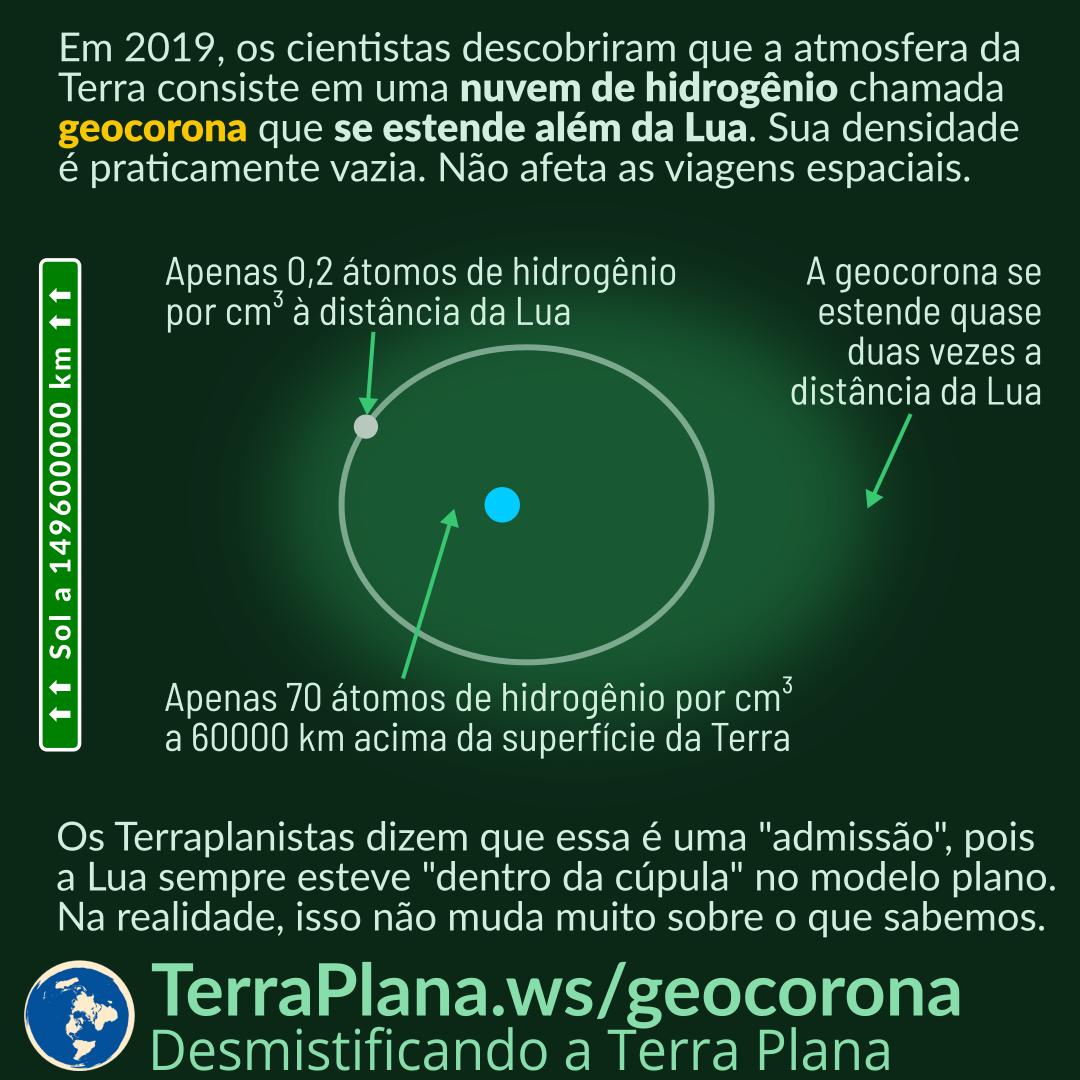 Em 2019, os cientistas descobriram que a atmosfera da
Terra consiste em uma nuvem de hidrogênio chamada
geocorona que se estende além da Lua. Sua densidade
é praticamente vazia. Não afeta as viagens espaciais.
Apenas 0,2 átomos de hidrogênio
por cm³ à distância da Lua
A geocorona se
estende quase
duas vezes a
distância da Lua
⬆⬆ Sol a 149600000 km ⬆⬆
Apenas 70 átomos de hidrogênio por cm³
a 60000 km acima da superfície da Terra
Os Terraplanistas dizem que essa é uma "admissão", pois
a Lua sempre esteve "dentro da cúpula" no modelo plano.
Na realidade, isso não muda muito sobre o que sabemos.
TerraPlana.ws/geocorona
Desmistificando a Terra Plana